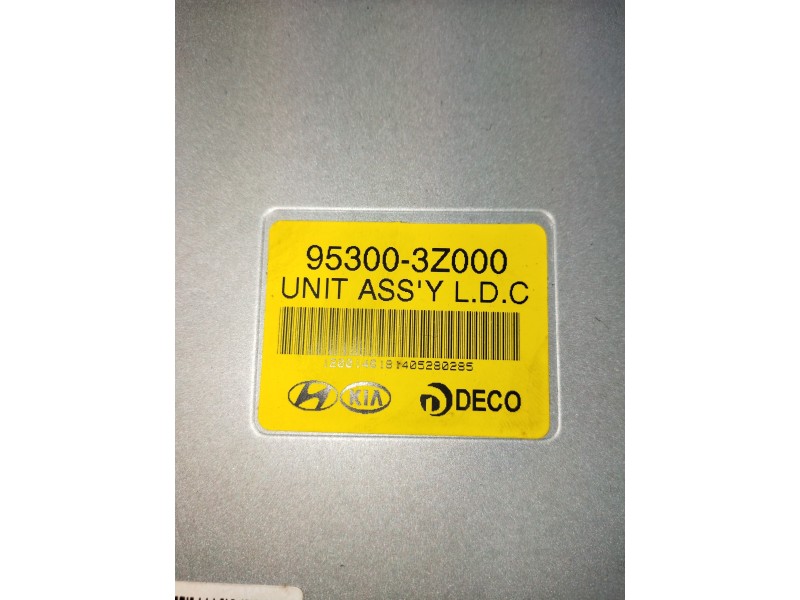 95300-3Z000
UNIT ASS'Y L.D.C
KIA DECO